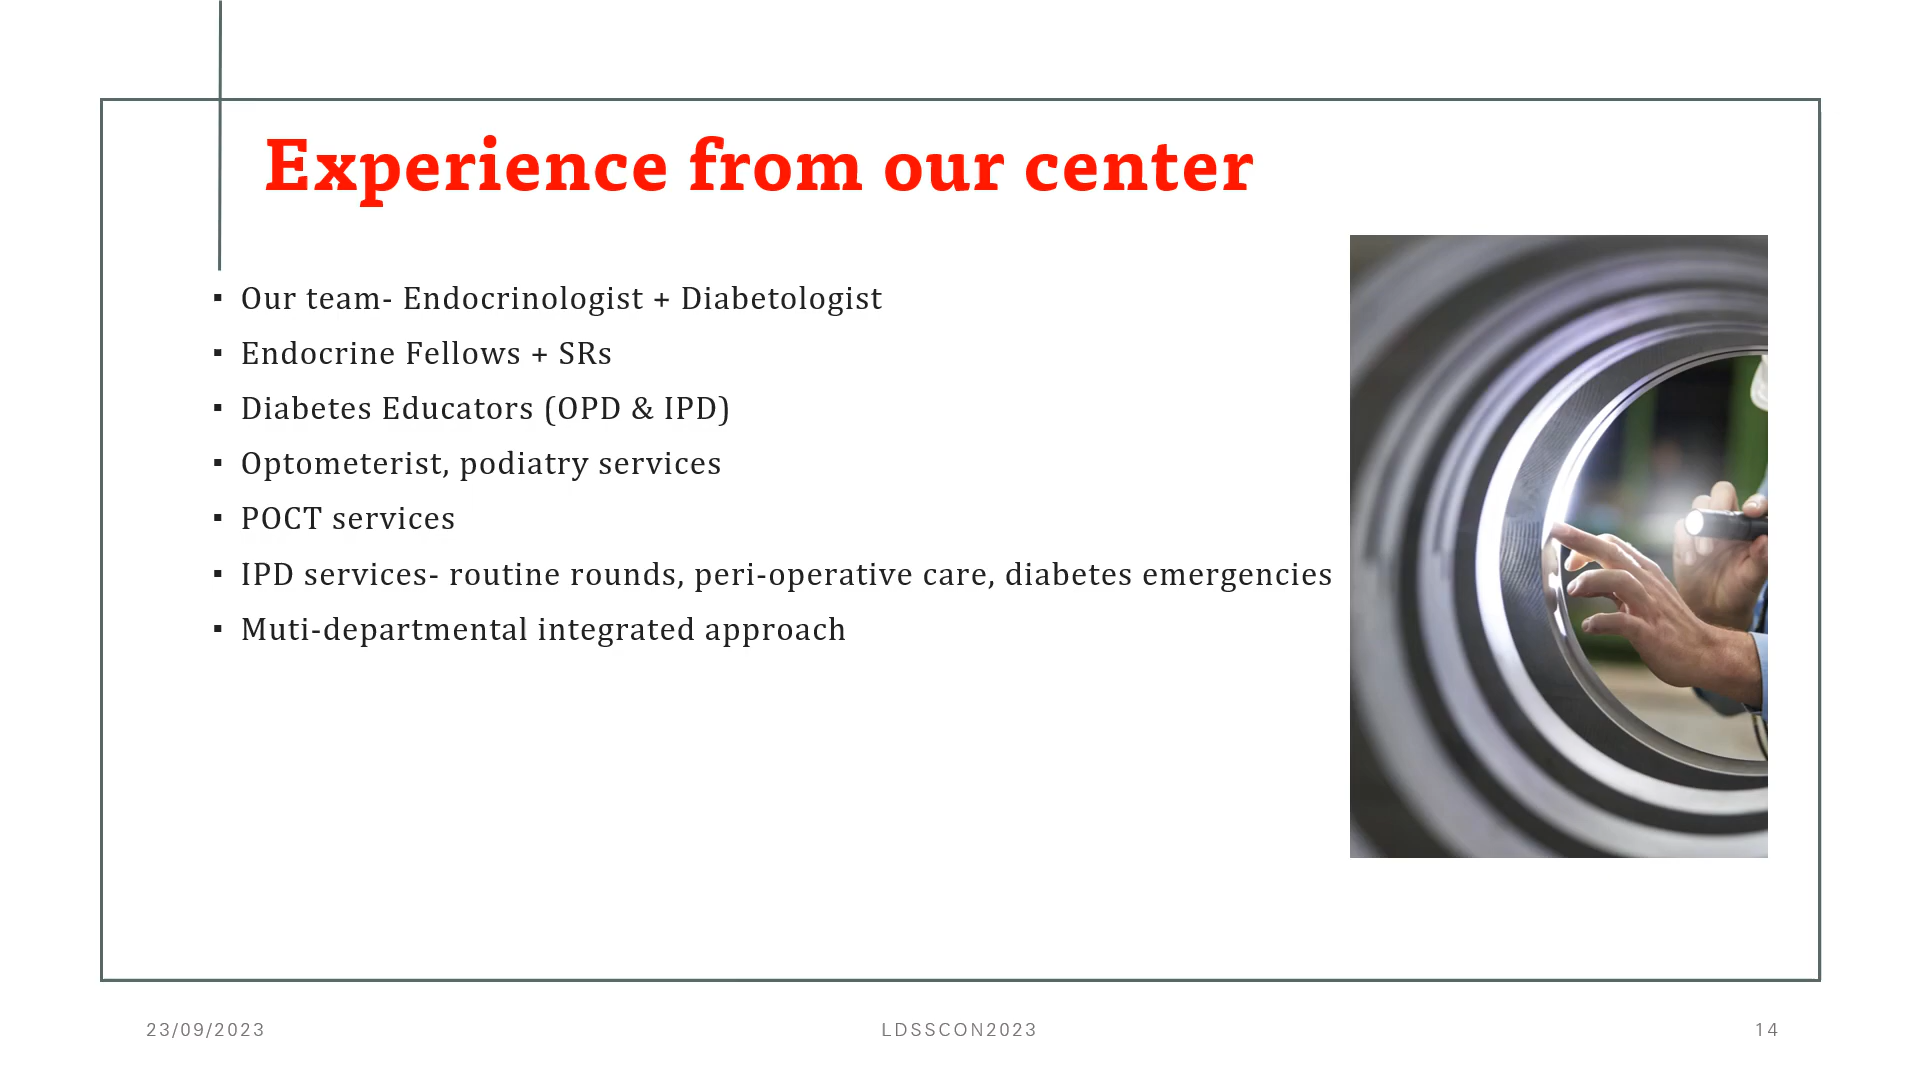 Experience from our center
▪ Our team- Endocrinologist + Diabetologist
▪ Endocrine Fellows + SRs
▪ Diabetes Educators (OPD & IPD)
▪ Optometerist, podiatry services
▪ POCT services
▪ IPD services- routine rounds, peri-operative care, diabetes emergencies
▪ Muti-departmental integrated approach
23/09/2023
LDSSCON2023
14